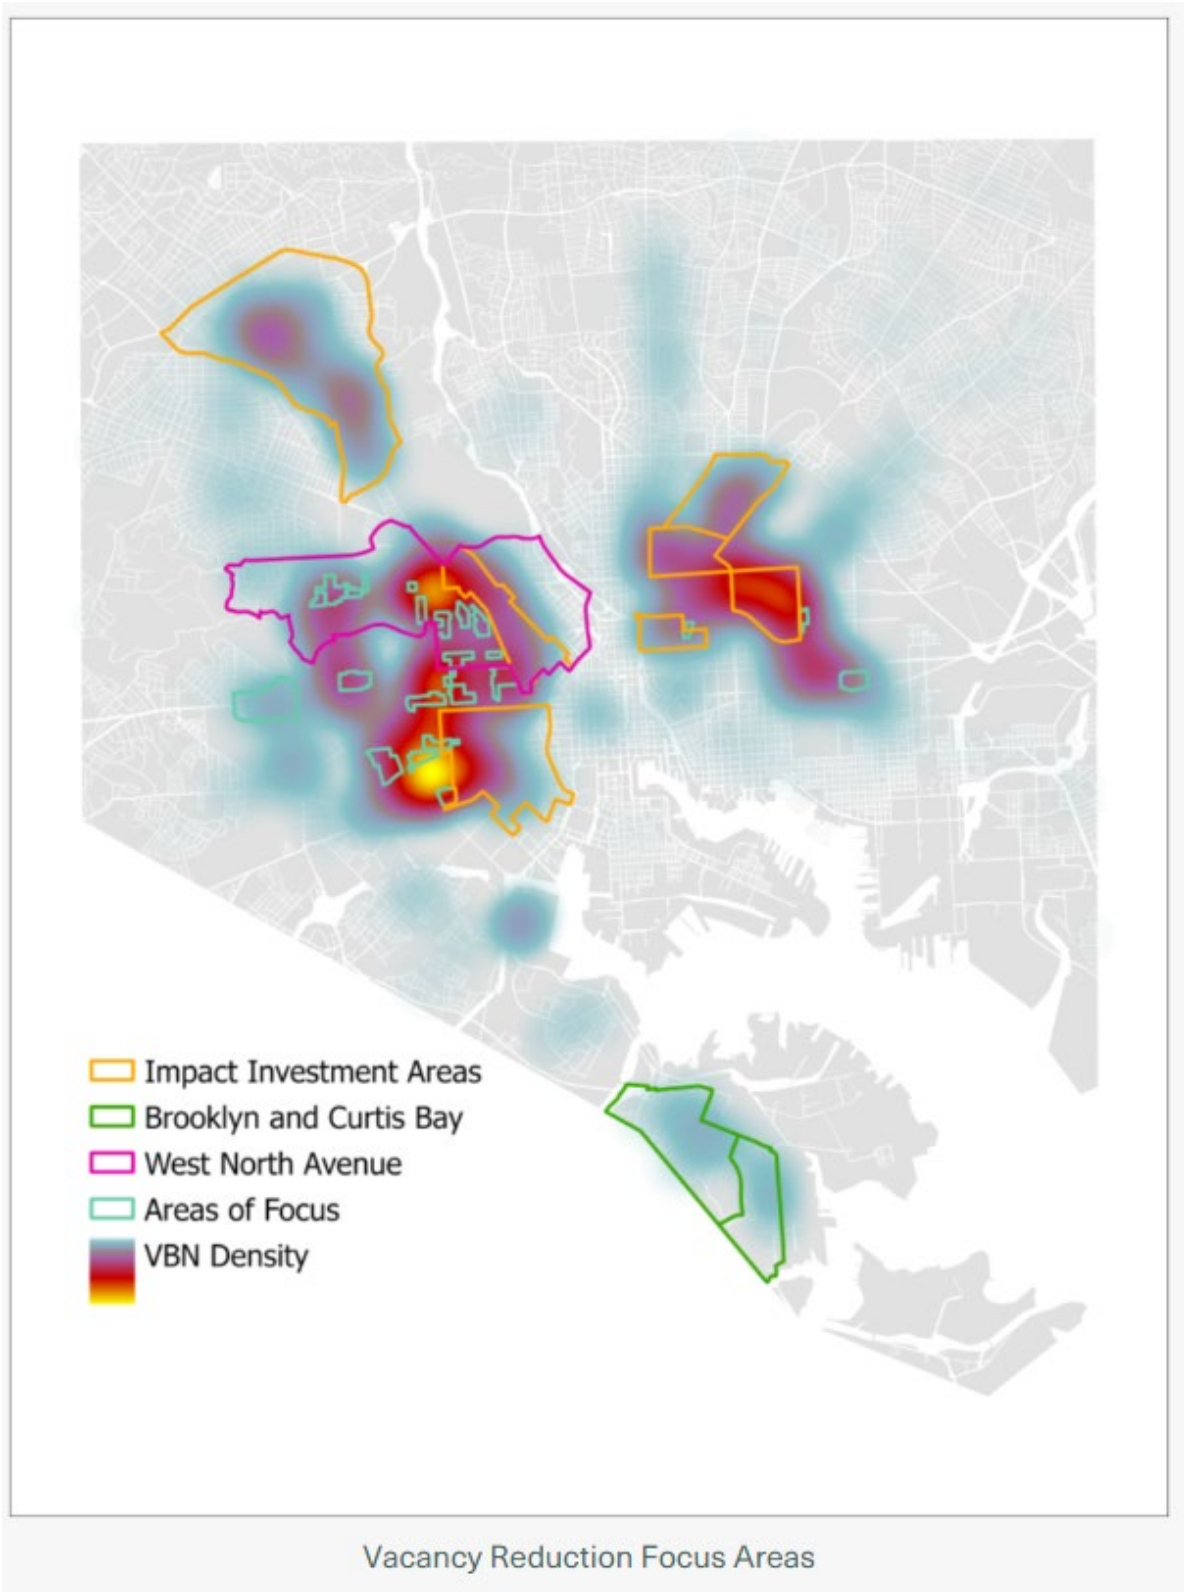 Impact Investment Areas
Brooklyn and Curtis Bay
West North Avenue
Areas of Focus
VBN Density
Vacancy Reduction Focus Areas